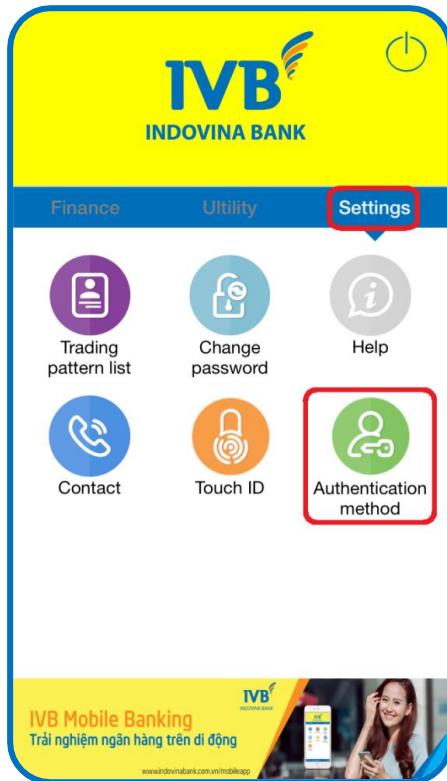 IVB
INDOVINA BANK
Finance
Ultility
Settings
Trading
pattern list
Change
password
Help
Contact
Touch ID
Authentication
method
IVB
INDOVINA BANK
IVB Mobile Banking
Trải nghiệm ngân hàng trên di động
www.indovinabank.com.vn/mobileapp